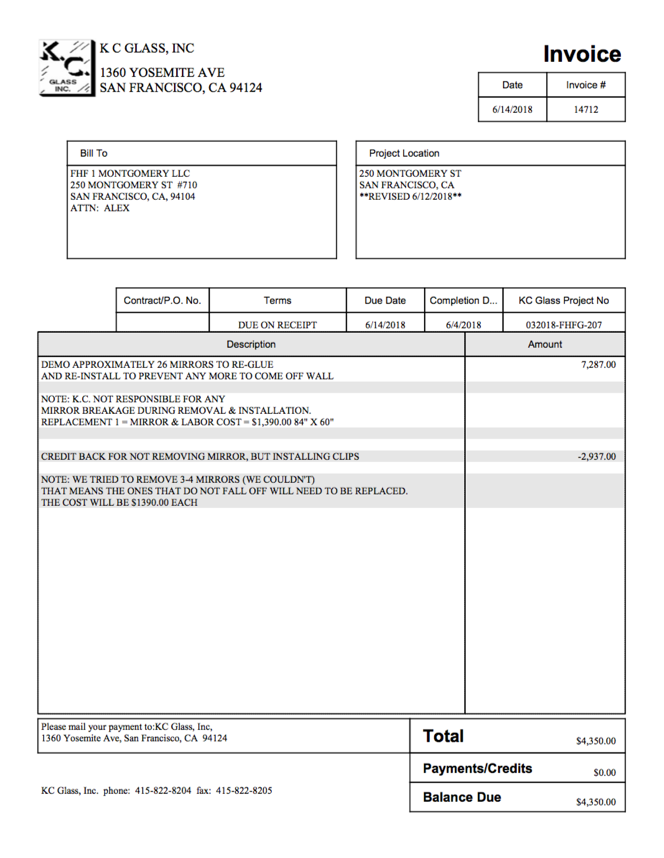 K.C.
GLASS
INC.
K C GLASS, INC
1360 YOSEMITE AVE
SAN FRANCISCO, CA 94124
Invoice
Date Invoice #
6/14/2018 14712
Bill To
FHF 1 MONTGOMERY LLC
250 MONTGOMERY ST #710
SAN FRANCISCO, CA, 94104
ATTN: ALEX
Project Location
250 MONTGOMERY ST
SAN FRANCISCO, CA
**REVISED 6/12/2018**
Contract/P.O. No. Terms Due Date Completion D... KC Glass Project No
DUE ON RECEIPT 6/14/2018 6/4/2018 032018-FHFG-207
Description Amount
DEMO APPROXIMATELY 26 MIRRORS TO RE-GLUE 7,287.00
AND RE-INSTALL TO PREVENT ANY MORE TO COME OFF WALL
NOTE: K.C. NOT RESPONSIBLE FOR ANY
MIRROR BREAKAGE DURING REMOVAL & INSTALLATION.
REPLACEMENT 1 = MIRROR & LABOR COST = $1,390.00 84" X 60"
CREDIT BACK FOR NOT REMOVING MIRROR, BUT INSTALLING CLIPS -2,937.00
NOTE: WE TRIED TO REMOVE 3-4 MIRRORS (WE COULDN'T)
THAT MEANS THE ONES THAT DO NOT FALL OFF WILL NEED TO BE REPLACED.
THE COST WILL BE $1390.00 EACH
Please mail your payment to:KC Glass, Inc,
1360 Yosemite Ave, San Francisco, CA 94124
Total $4,350.00
Payments/Credits $0.00
KC Glass, Inc. phone: 415-822-8204 fax: 415-822-8205
Balance Due $4,350.00